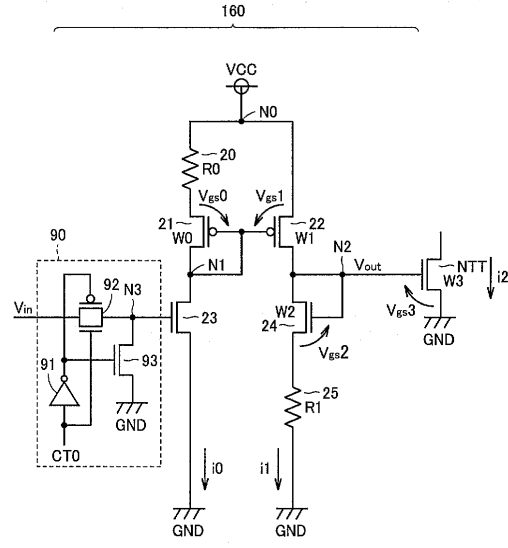 160
VCC
N0
20
R0
Vgs0
Vgs1
21
W0
22
W1
90
N1
N2
Vout
NTT
W3
i2
92
N3
Vin
23
W2
24
Vgs3
GND
91
93
Vgs2
25
R1
GND
CT0
i0
i1
GND
GND